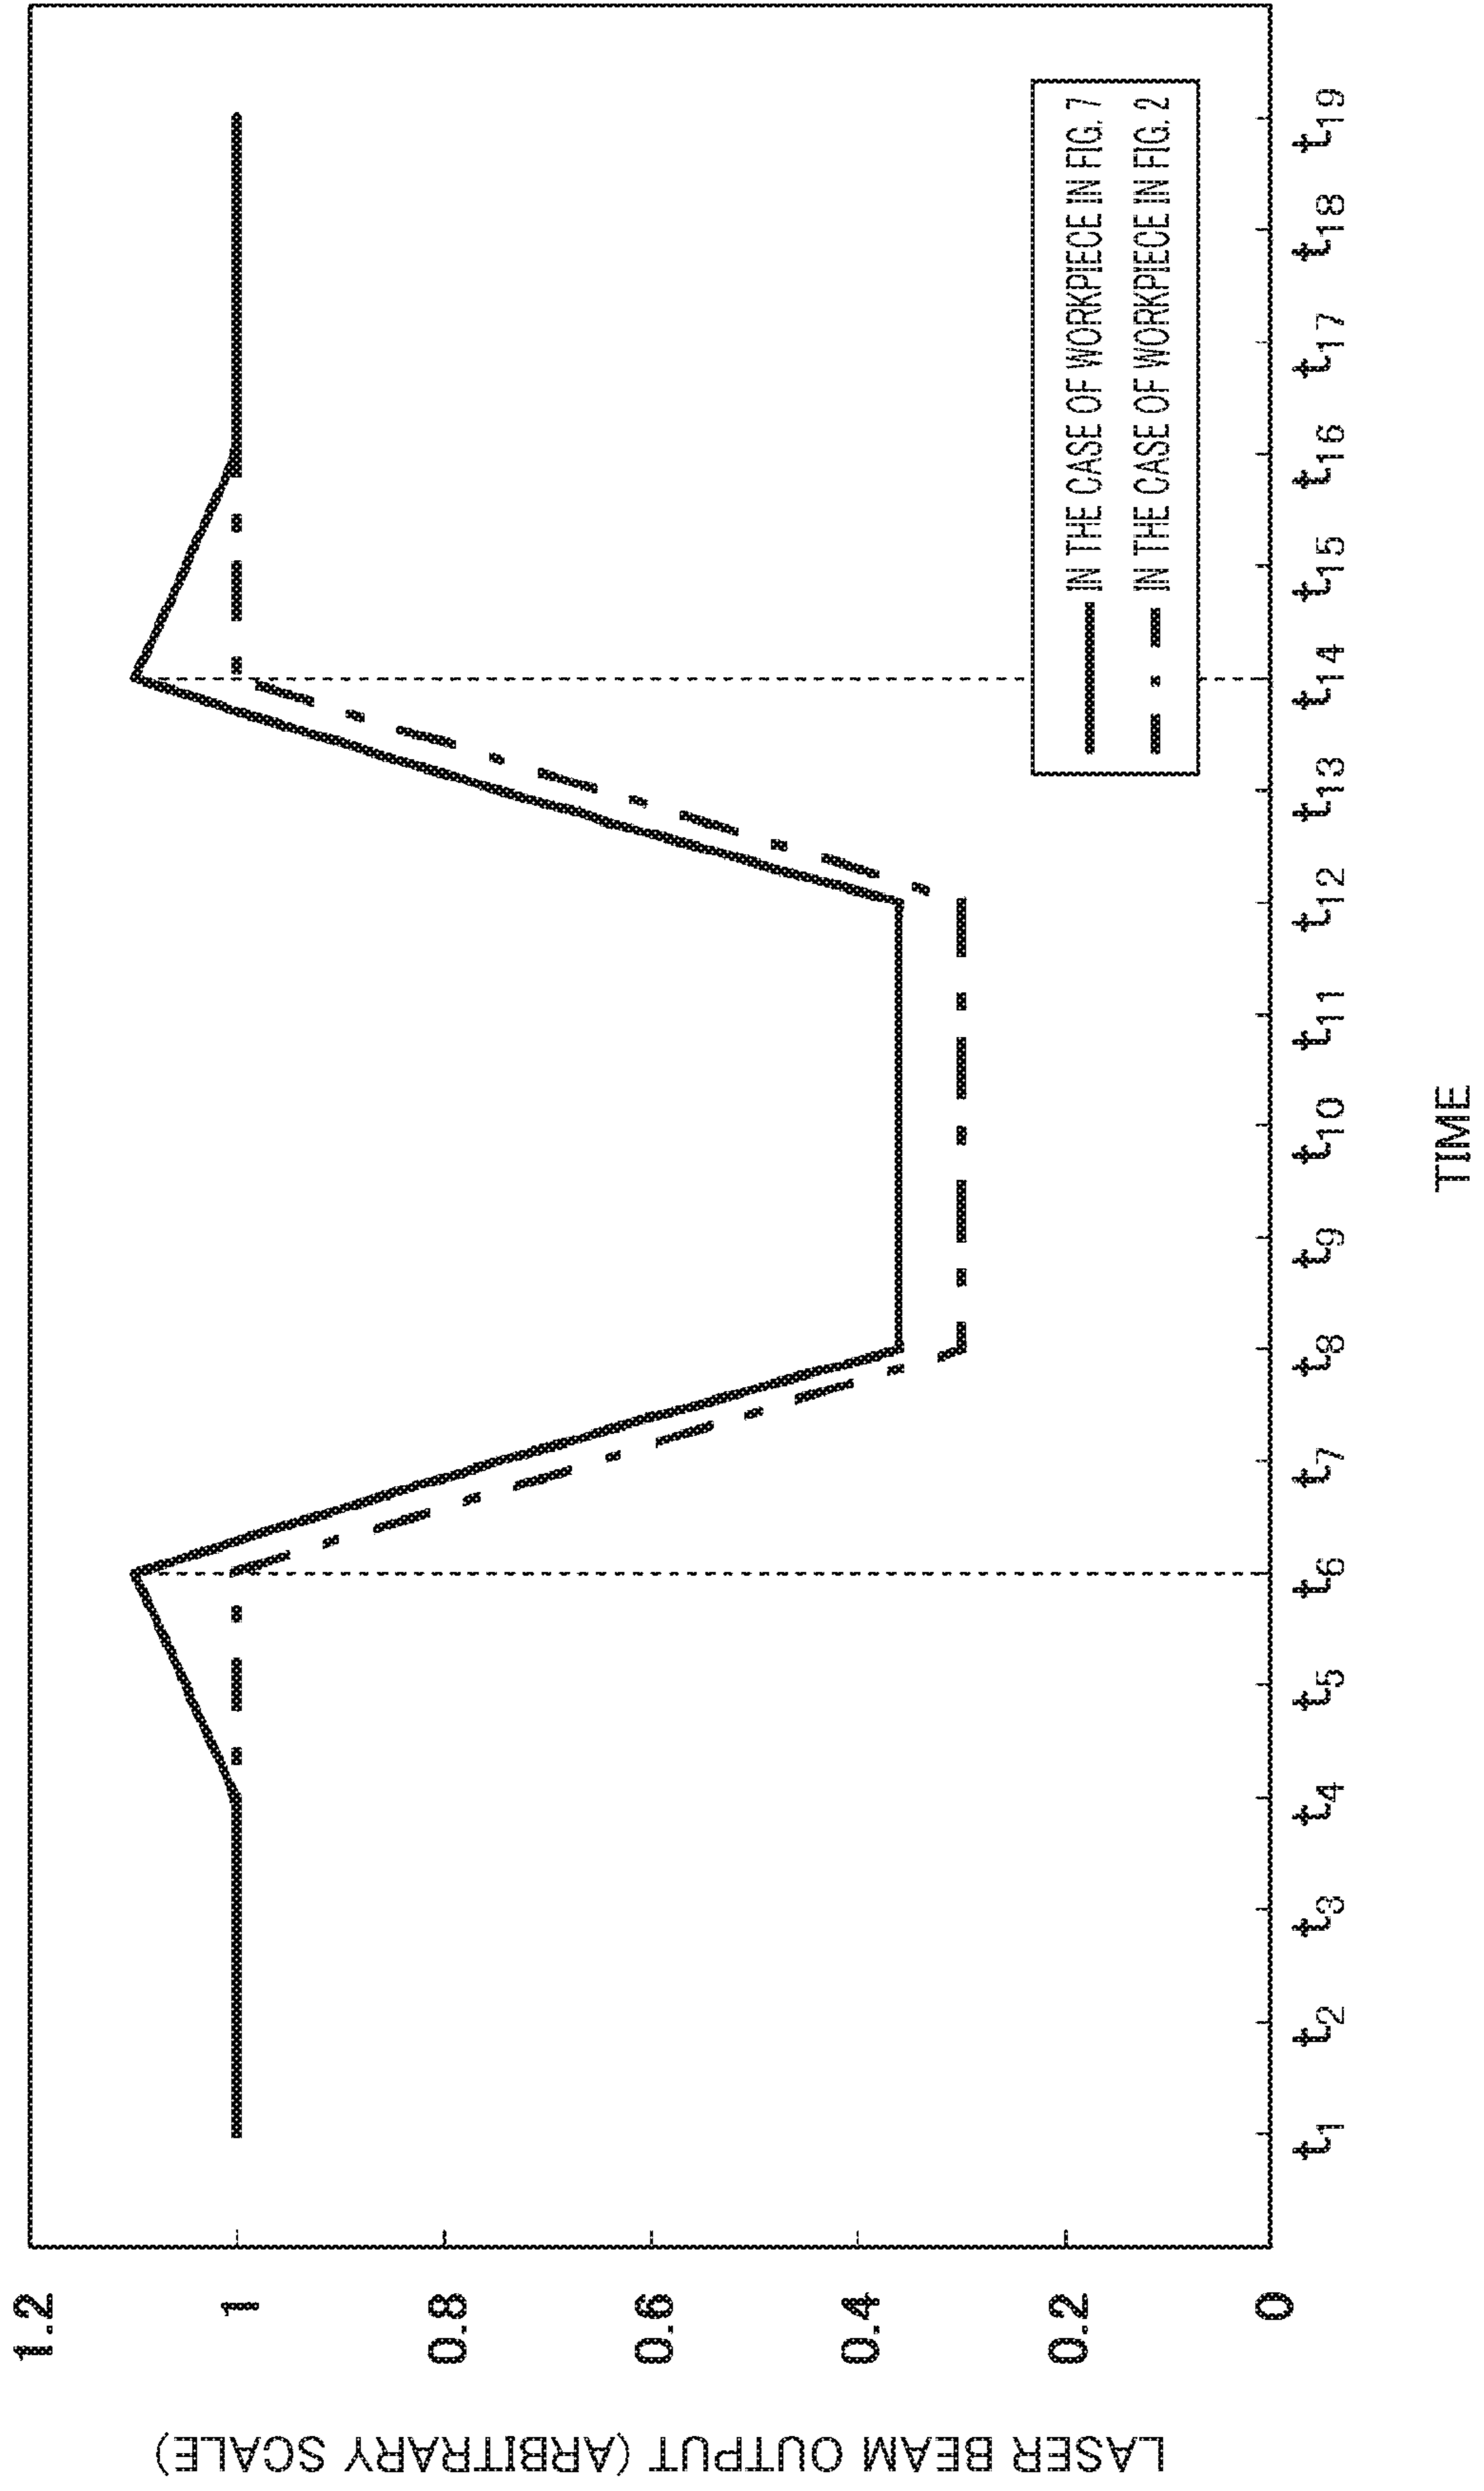 LASER BEAM OUTPUT (ARBITRARY SCALE)
1.2
1
0.8
0.6
0.4
0.2
0
IN THE CASE OF WORKPIECE IN FIG. 7
IN THE CASE OF WORKPIECE IN FIG. 2
t1 t2 t3 t4 t5 t6 t7 t8 t9 t10 t11 t12 t13 t14 t15 t16 t17 t18 t19
TIME